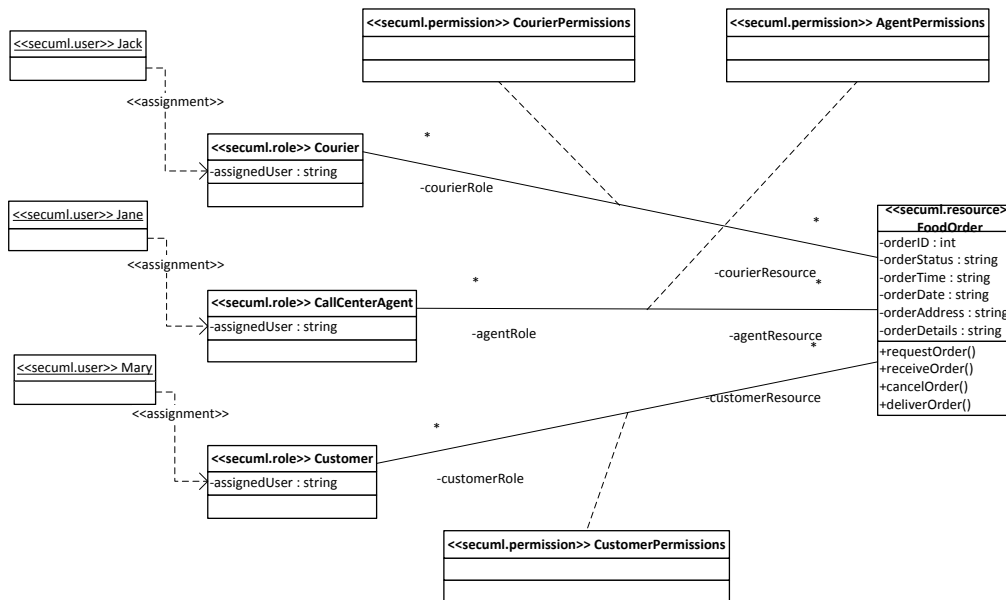 <<secuml.permission>> CourierPermissions
<<secuml.permission>> AgentPermissions
<<secuml.user>> Jack
<<assignment>>
<<secuml.role>> Courier
-assignedUser : string
*
-courierRole
*
-courierResource
<<secuml.user>> Jane
<<assignment>>
<<secuml.role>> CallCenterAgent
-assignedUser : string
*
-agentRole
*
-agentResource
<<secuml.resource>
FoodOrder
-orderID : int
-orderStatus : string
-orderTime : string
-orderDate : string
-orderAddress : string
-orderDetails : string
+requestOrder()
+receiveOrder()
+cancelOrder()
+deliverOrder()
<<secuml.user>> Mary
<<assignment>>
<<secuml.role>> Customer
-assignedUser : string
*
-customerRole
*
-customerResource
<<secuml.permission>> CustomerPermissions